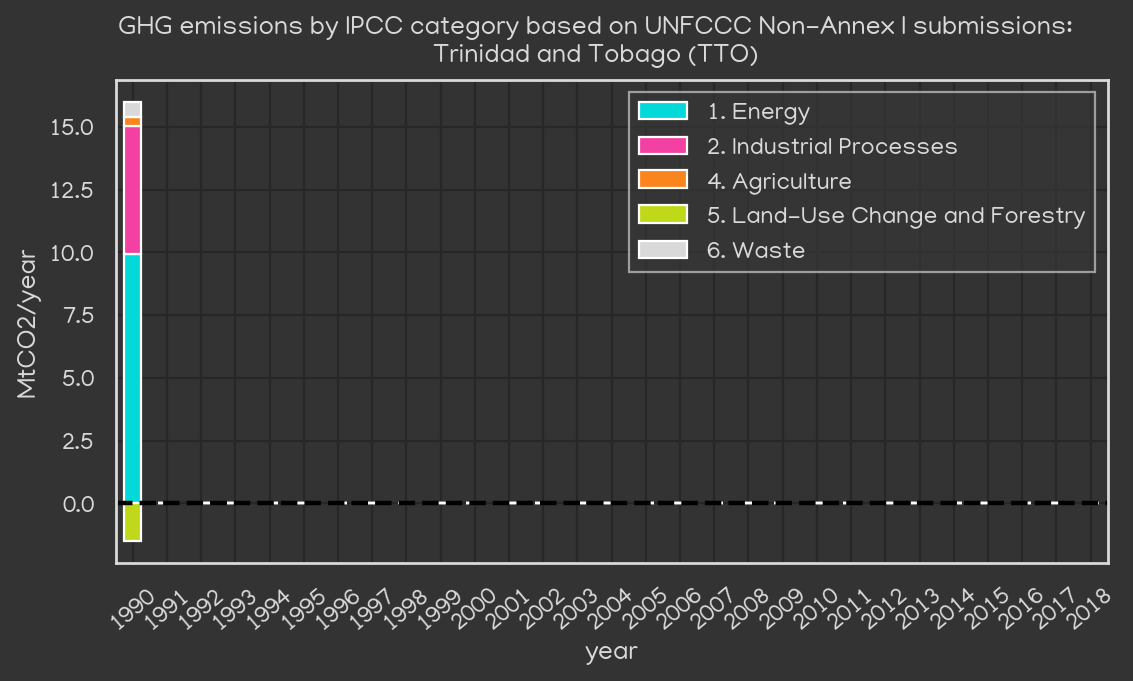 GHG emissions by IPCC category based on UNFCCC Non-Annex I submissions:
Trinidad and Tobago (TTO)
1. Energy
2. Industrial Processes
4. Agriculture
5. Land-Use Change and Forestry
6. Waste
MtCO2/year
15.0
12.5
10.0
7.5
5.0
2.5
0.0
1990 1991 1992 1993 1994 1995 1996 1997 1998 1999 2000 2001 2002 2003 2004 2005 2006 2007 2008 2009 2010 2011 2012 2013 2014 2015 2016 2017 2018
year